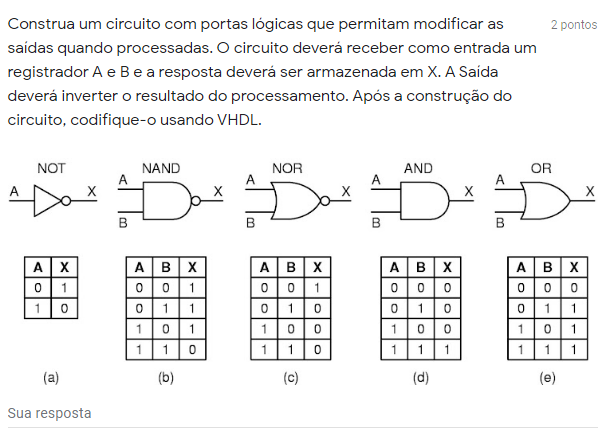 Construa um circuito com portas lógicas que permitam modificar as 2 pontos
saídas quando processadas. O circuito deverá receber como entrada um
registrador A e B e a resposta deverá ser armazenada em X. A Saída
deverá inverter o resultado do processamento. Após a construção do
circuito, codifique-o usando VHDL.
NOT NAND NOR AND OR
A X A X A X A X A X
B B B B
A X A B X A B X A B X A B X
0 1 0 0 1 0 0 1 0 0 0 0 0 0
1 0 0 1 1 0 1 0 0 1 0 0 1 1
1 0 1 1 0 0 1 0 0 1 0 1
1 1 0 1 1 0 1 1 1 1 1 1
(a) (b) (c) (d) (e)
Sua resposta